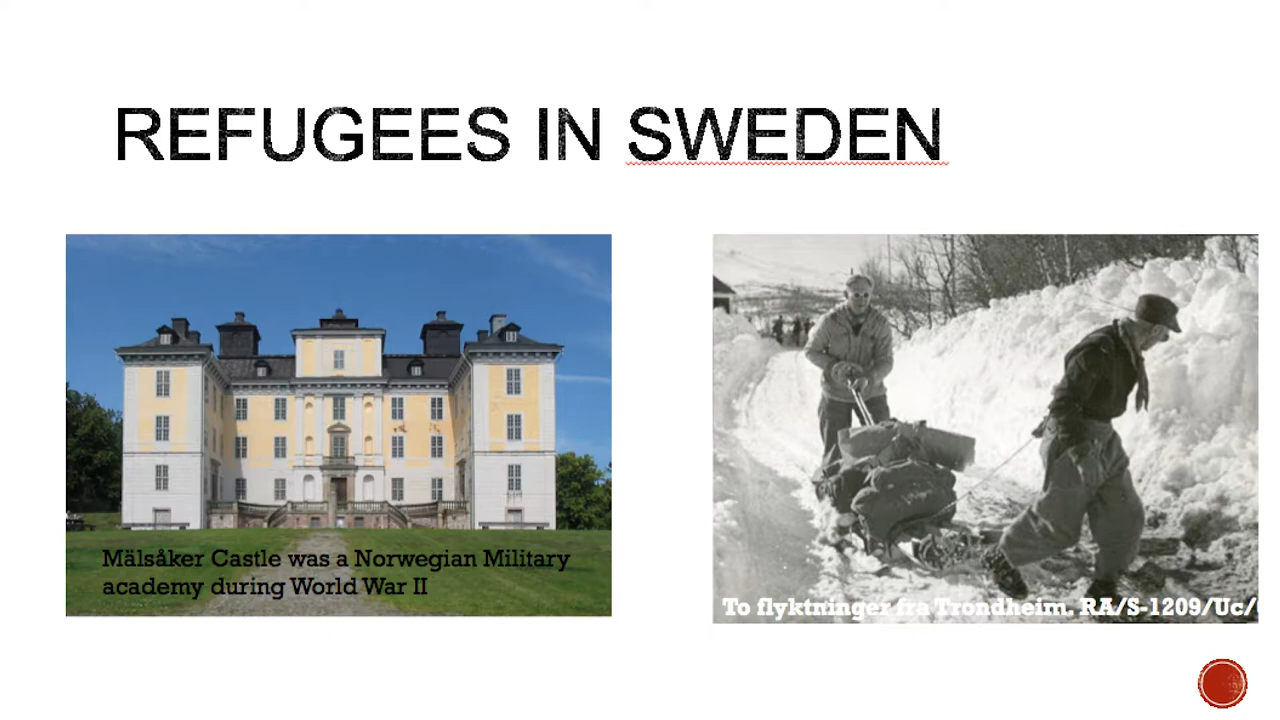 REFUGEES IN SWEDEN
Mälsåker Castle was a Norwegian Military
academy during World War II
To flyktninger fra Trondheim. RA/S-1209/Uc/